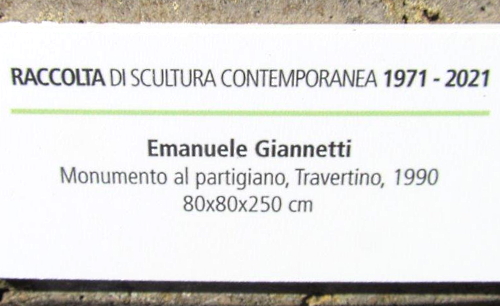 RACCOLTA DI SCULTURA CONTEMPORANEA 1971 - 2021
Emanuele Giannetti
Monumento al partigiano, Travertino, 1990
80x80x250 cm